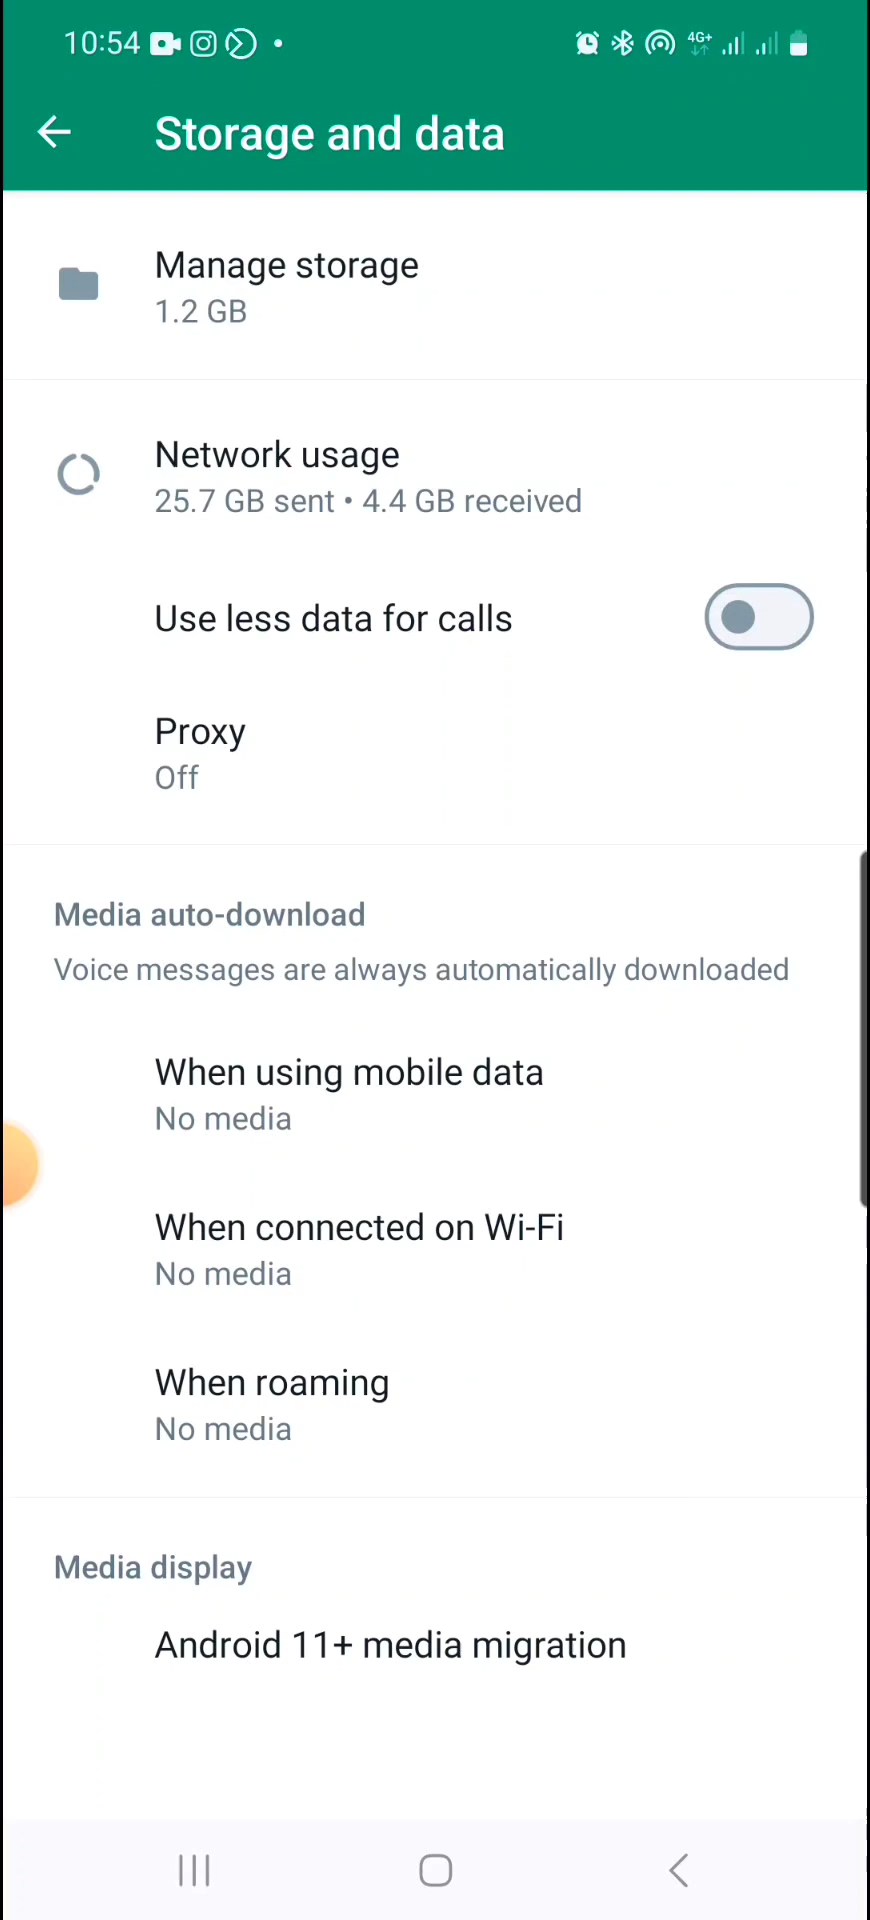 10:54
4G+
Storage and data
Manage storage
1.2 GB
Network usage
25.7 GB sent • 4.4 GB received
Use less data for calls
Proxy
Off
Media auto-download
Voice messages are always automatically downloaded
When using mobile data
No media
When connected on Wi-Fi
No media
When roaming
No media
Media display
Android 11+ media migration